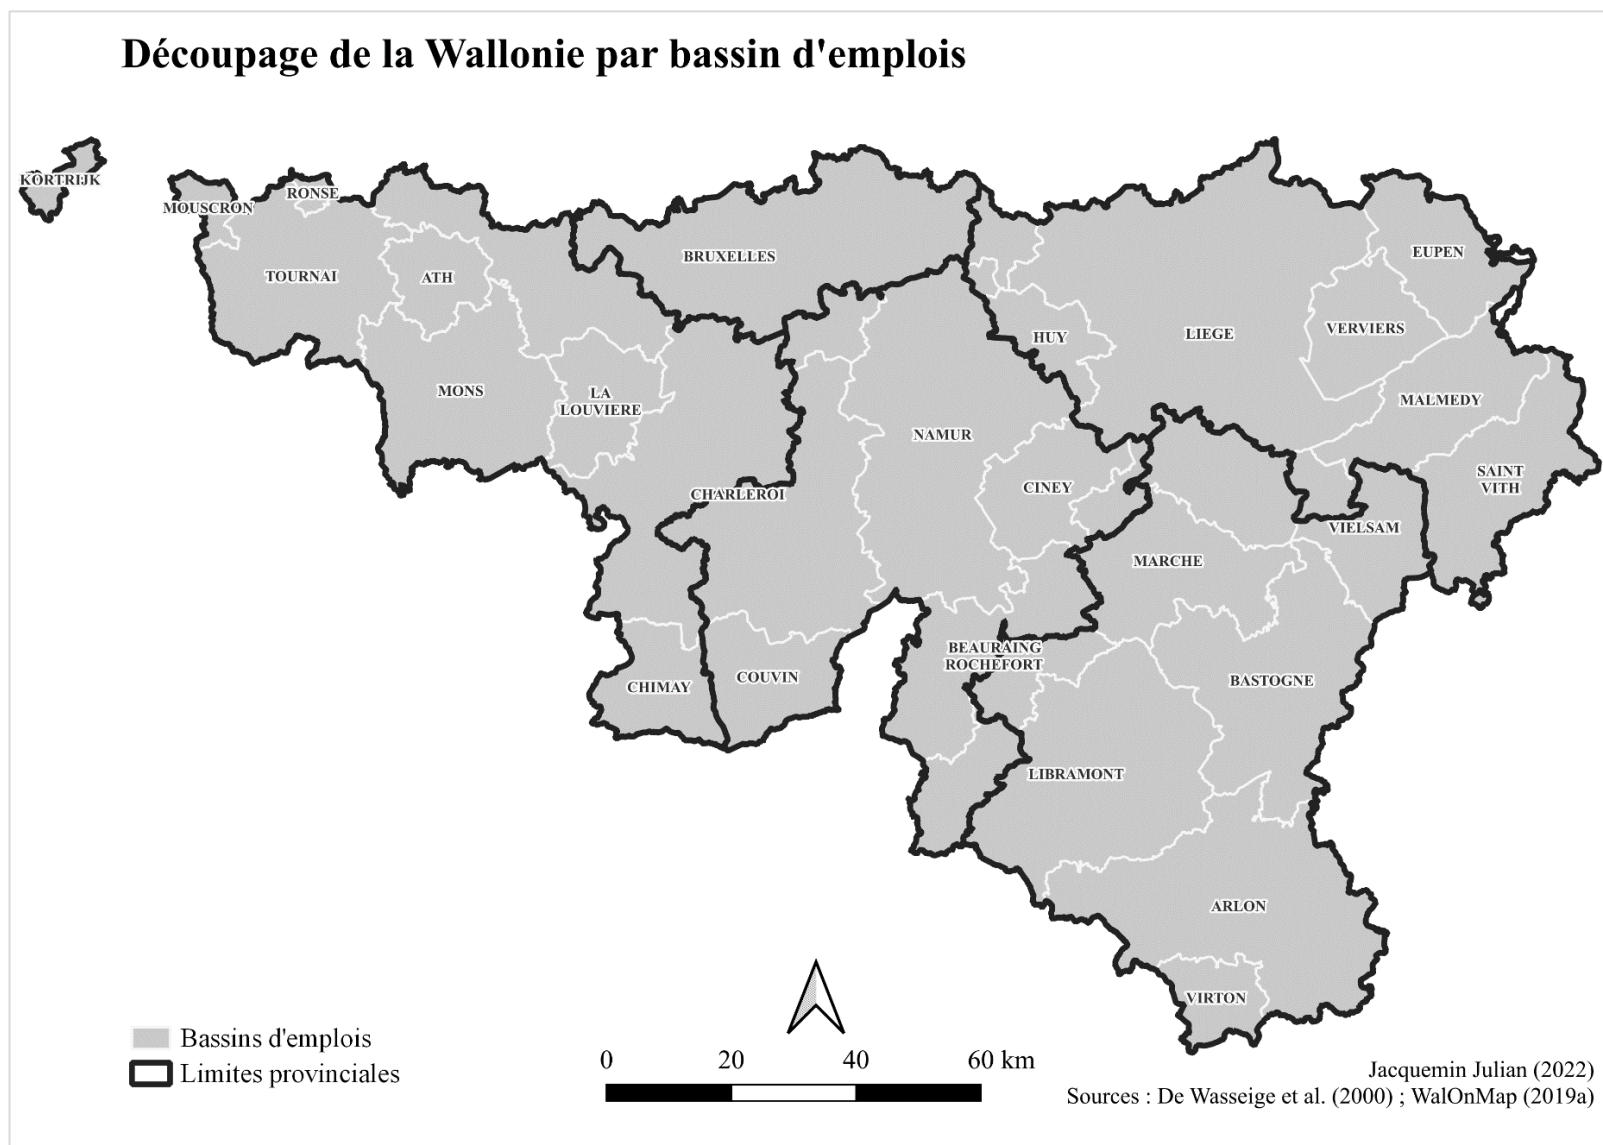 Découpage de la Wallonie par bassin d'emplois
KORTRIJK
MOUSCRON
RONSE
TOURNAI
ATH
BRUXELLES
EUPEN
HUY
LIEGE
VERVIERS
MONS
LA
LOUVIERE
MALMEDY
NAMUR
CINEY
SAINT
VITH
CHARLEROI
VIELSAM
MARCHE
BEAURAING
ROCHEFORT
CHIMAY
COUVIN
BASTOGNE
LIBRAMONT
ARLON
VIRTON
Bassins d'emplois
Limites provinciales
0 20 40 60 km
Jacquemin Julian (2022)
Sources : De Wasseige et al. (2000) ; WalOnMap (2019a)